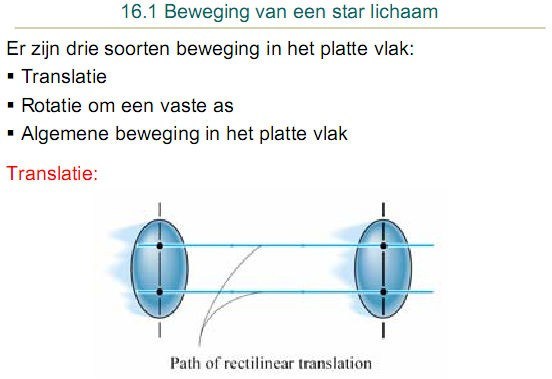 16.1 Beweging van een star lichaam
Er zijn drie soorten beweging in het platte vlak:
▪ Translatie
▪ Rotatie om een vaste as
▪ Algemene beweging in het platte vlak
Translatie:
Path of rectilinear translation